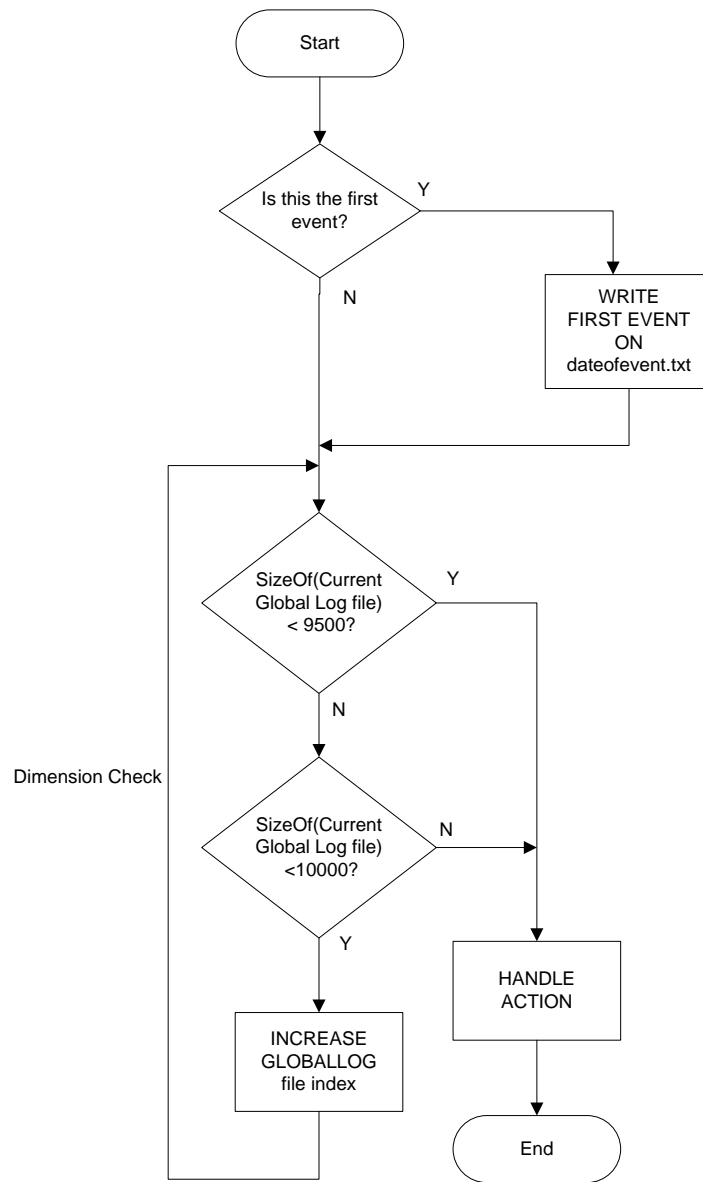 Start
Is this the first
event?
Y
N
WRITE
FIRST EVENT
ON
dateofevent.txt
SizeOf(Current
Global Log file)
< 9500?
Y
N
Dimension Check
SizeOf(Current
Global Log file)
<10000?
N
Y
HANDLE
ACTION
INCREASE
GLOBALLOG
file index
End